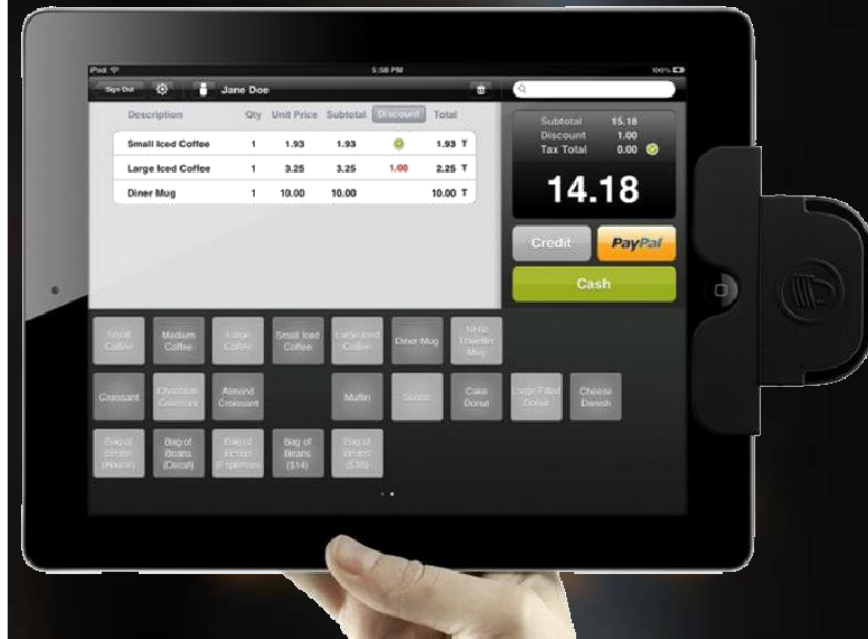 iPad 5:58 PM 100%
Sign Out Jane Doe
Description Qty Unit Price Subtotal Discount Total
Small Iced Coffee 1 1.93 1.93 1.93 T
Large Iced Coffee 1 3.25 3.25 1.00 2.25 T
Diner Mug 1 10.00 10.00 10.00 T
Subtotal 15.18
Discount 1.00
Tax Total 0.00
14.18
Credit PayPal
Cash
Small Coffee
Medium Coffee
Large Coffee
Small Iced Coffee
Large Iced Coffee
Diner Mug
Traveller Mug
Croissant
Chocolate Croissant
Almond Croissant
Muffin
Scone
Cake Donut
Large Filled Donut
Cheese Danish
Bag of Beans (House)
Bag of Beans (Decaf)
Bag of Beans (Espresso)
Bag of Beans ($14)
Bag of Beans